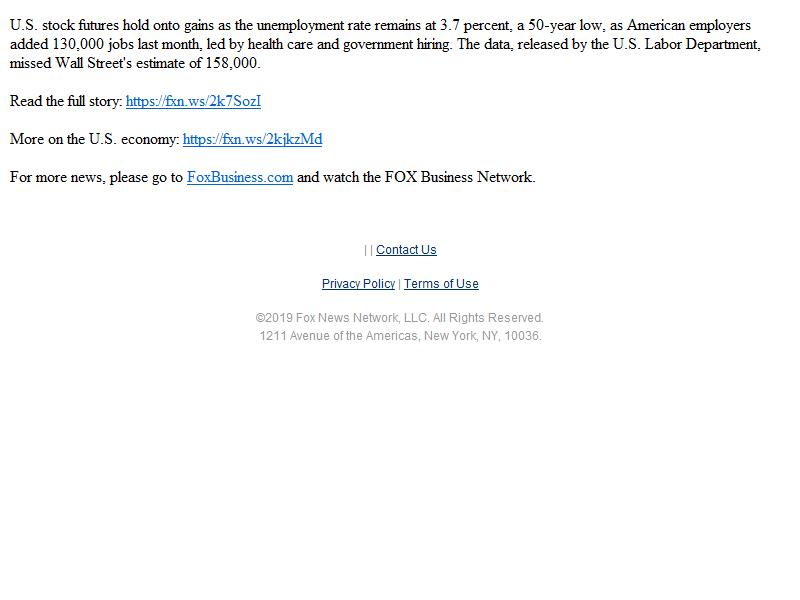 U.S. stock futures hold onto gains as the unemployment rate remains at 3.7 percent, a 50-year low, as American employers
added 130,000 jobs last month, led by health care and government hiring. The data, released by the U.S. Labor Department,
missed Wall Street's estimate of 158,000.
Read the full story: https://fxn.ws/2k7SozI
More on the U.S. economy: https://fxn.ws/2kjkzMd
For more news, please go to FoxBusiness.com and watch the FOX Business Network.
| | Contact Us
Privacy Policy | Terms of Use
©2019 Fox News Network, LLC. All Rights Reserved.
1211 Avenue of the Americas, New York, NY, 10036.